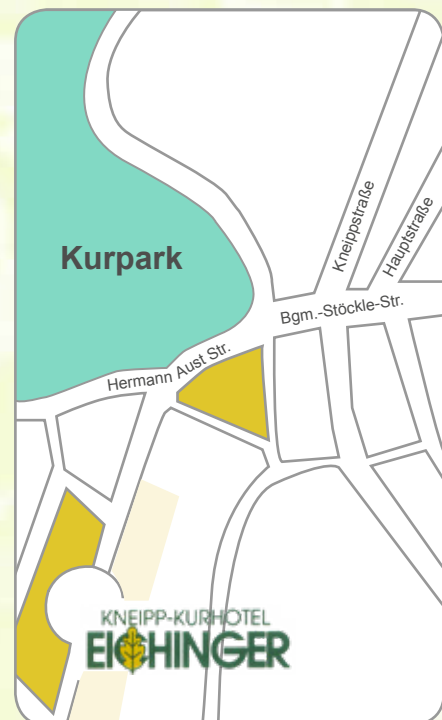 Kneippstraße
Hauptstraße
Kurpark
Bgm.-Stöckle-Str.
Hermann Aust Str.
KNEIPP-KURHOTEL
EICHINGER